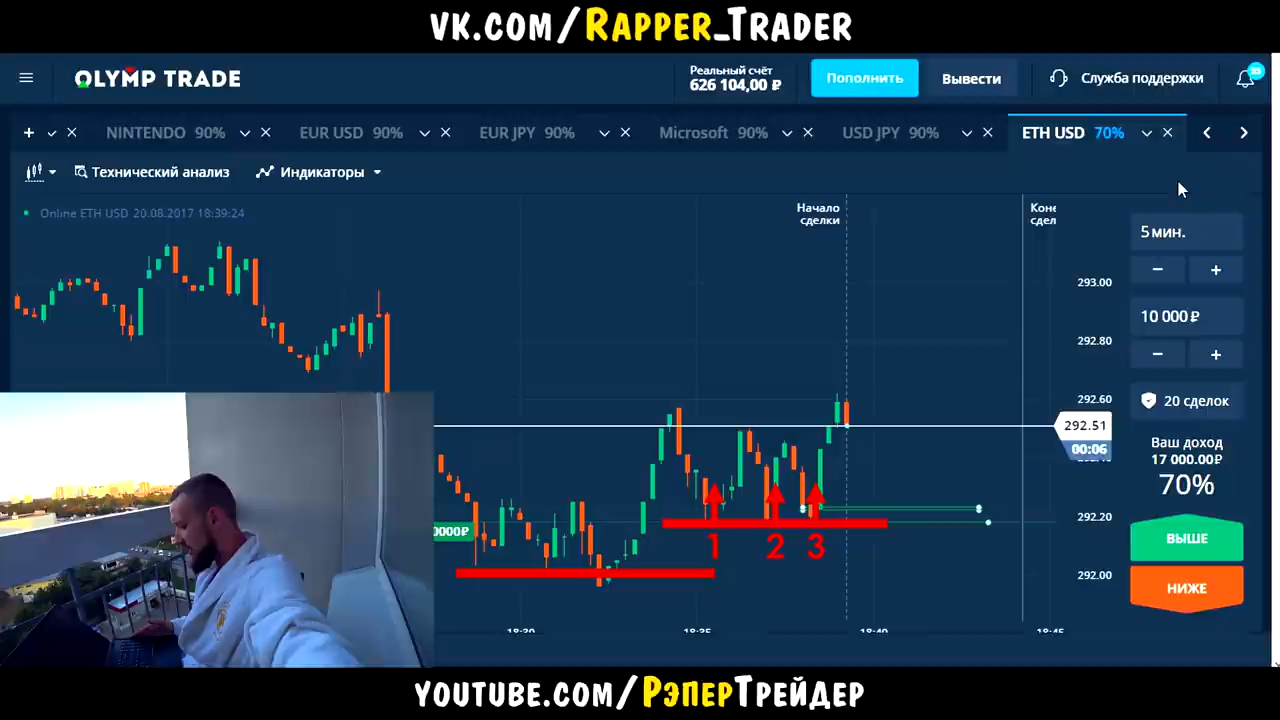 VK.COM/RAPPER_TRADER
OLYMP TRADE
Реальный счёт
626 104,00 ₽
Пополнить
Вывести
Служба поддержки
+ NINTENDO 90% EUR USD 90% EUR JPY 90% Microsoft 90% USD JPY 90% ETH USD 70%
Технический анализ
Индикаторы
Online ETH USD 20.08.2017 18:39:24
Начало
сделки
Коне
сдел
5 мин.
− +
293.00
10 000 ₽
292.80
− +
292.60
20 сделок
292.51
00:06
Ваш доход
17 000.00₽
70%
292.20
0000₽
ВЫШЕ
1 2 3
292.00
НИЖЕ
18:30 18:35 18:40 18:45
YOUTUBE.COM/РЭПЕРТРЕЙДЕР